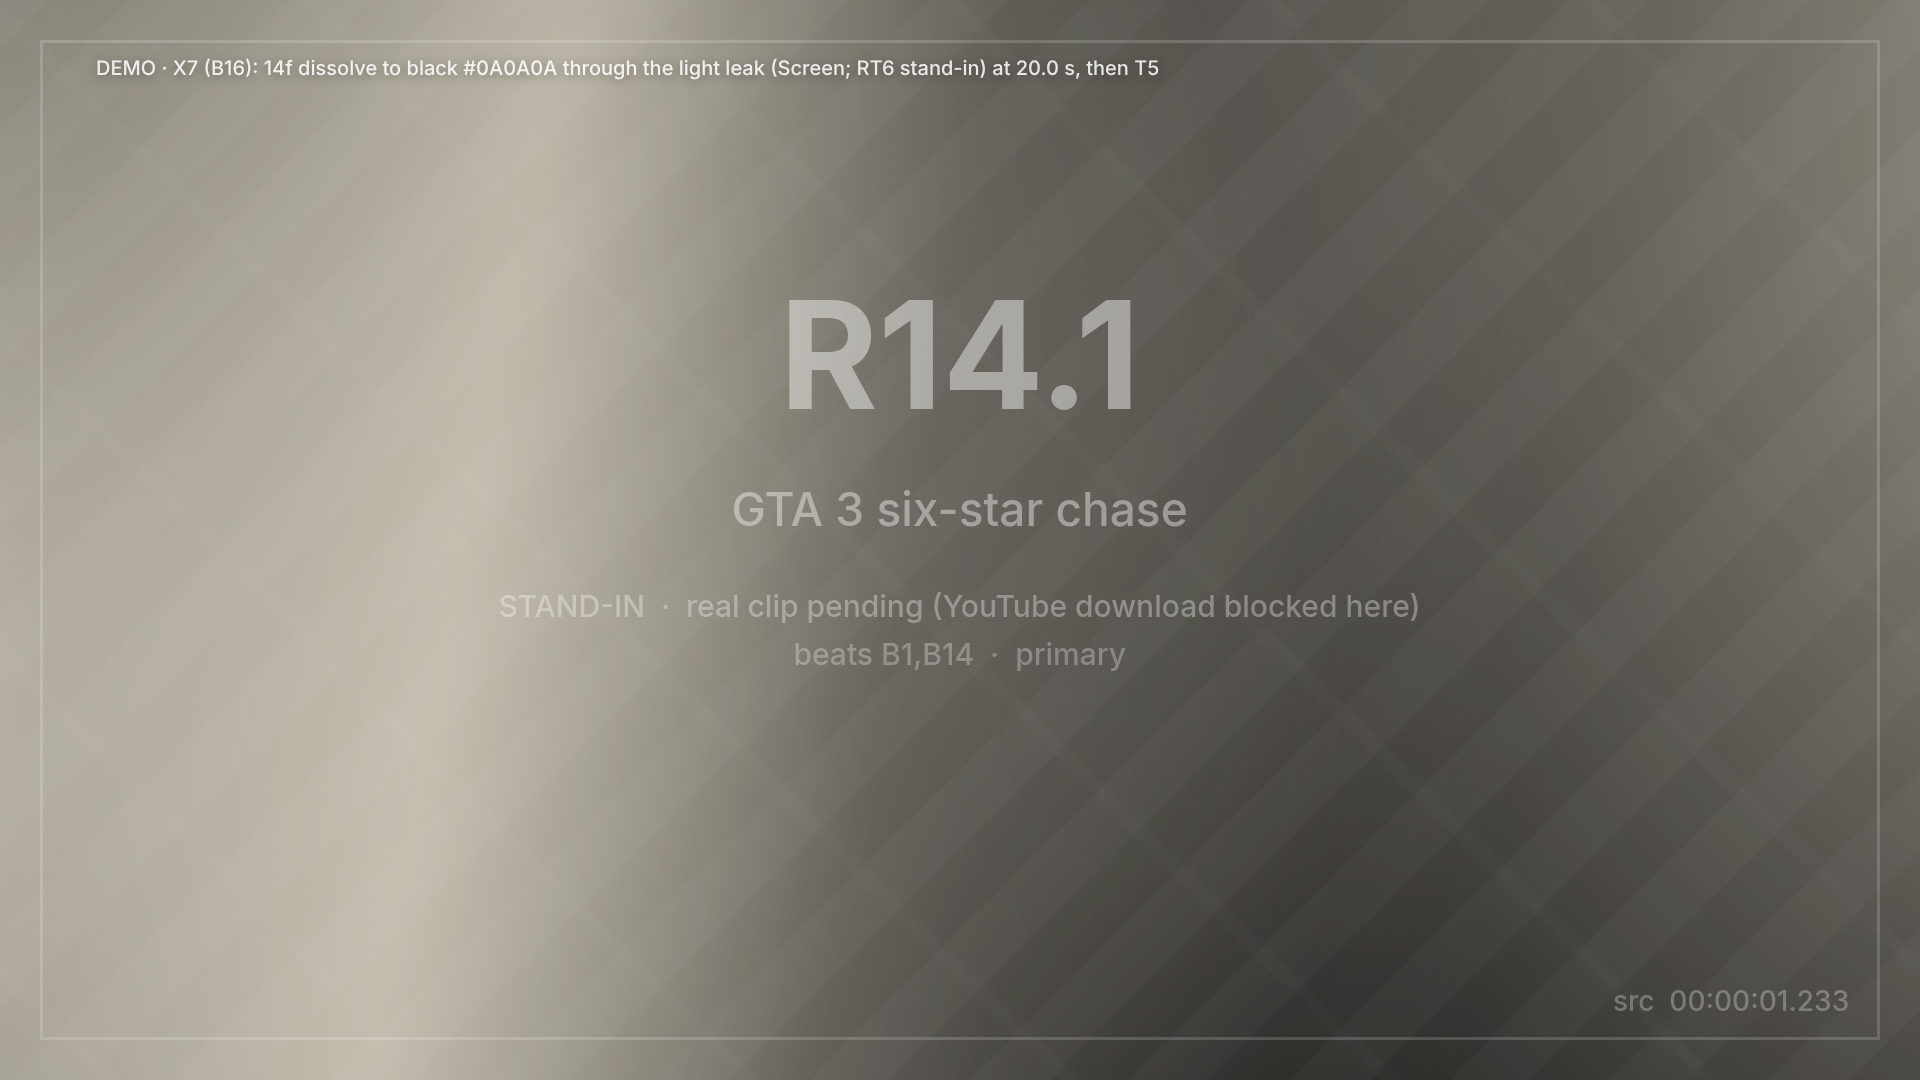 DEMO · X7 (B16): 14f dissolve to black #0A0A0A through the light leak (Screen; RT6 stand-in) at 20.0 s, then T5
R14.1
GTA 3 six-star chase
STAND-IN · real clip pending (YouTube download blocked here)
beats B1,B14 · primary
src 00:00:01.233